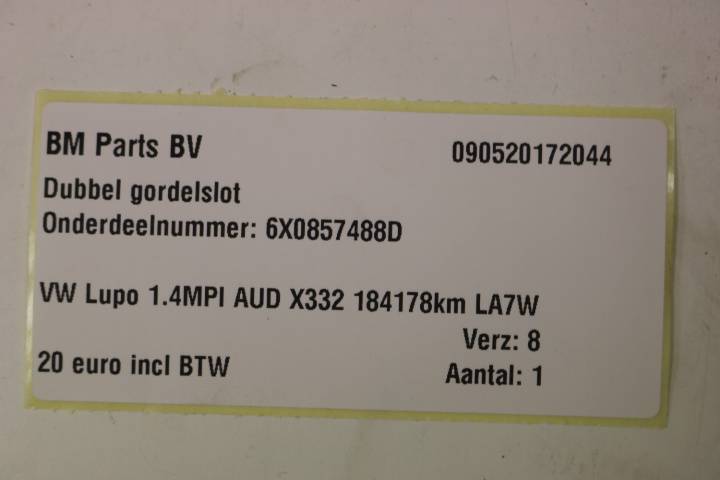 BM Parts BV 090520172044
Dubbel gordelslot
Onderdeelnummer: 6X0857488D
VW Lupo 1.4MPI AUD X332 184178km LA7W
Verz: 8
20 euro incl BTW Aantal: 1